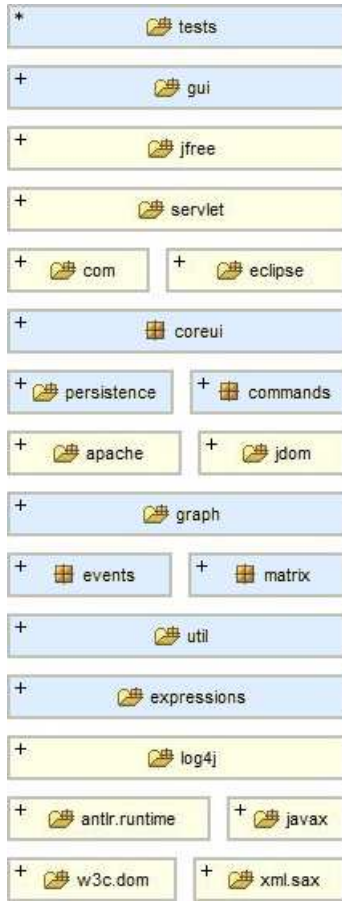 * tests
+ gui
+ jfree
+ servlet
+ com + eclipse
+ coreui
+ persistence + commands
+ apache + jdom
+ graph
+ events + matrix
+ util
+ expressions
+ log4j
+ antlr.runtime + javax
+ w3c.dom + xml.sax